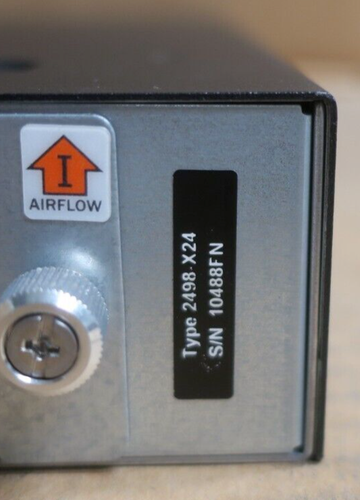 I
AIRFLOW
Type 2498-X24
S/N 10488FN